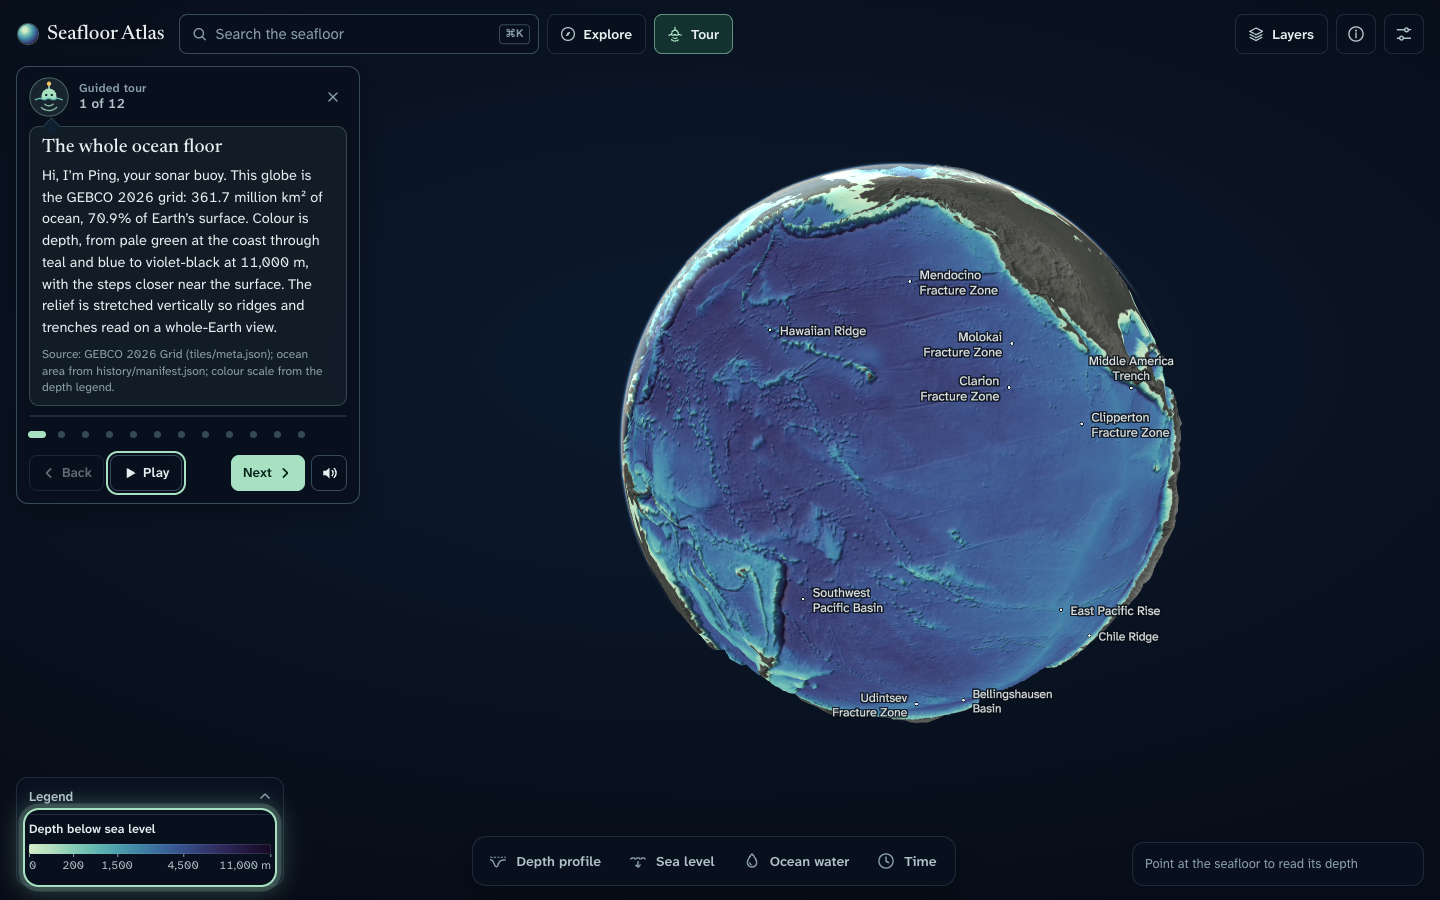 Seafloor Atlas
Search the seafloor
⌘K
Explore
Tour
Layers
Guided tour
1 of 12
The whole ocean floor
Hi, I'm Ping, your sonar buoy. This globe is
the GEBCO 2026 grid: 361.7 million km² of
ocean, 70.9% of Earth's surface. Colour is
depth, from pale green at the coast through
teal and blue to violet-black at 11,000 m,
with the steps closer near the surface. The
relief is stretched vertically so ridges and
trenches read on a whole-Earth view.
Source: GEBCO 2026 Grid (tiles/meta.json); ocean
area from history/manifest.json; colour scale from the
depth legend.
Back
Play
Next
Mendocino
Fracture Zone
Hawaiian Ridge
Molokai
Fracture Zone
Middle America
Trench
Clarion
Fracture Zone
Clipperton
Fracture Zone
Southwest
Pacific Basin
East Pacific Rise
Chile Ridge
Udintsev
Fracture Zone
Bellingshausen
Basin
Legend
Depth below sea level
0 200 1,500 4,500 11,000 m
Depth profile
Sea level
Ocean water
Time
Point at the seafloor to read its depth